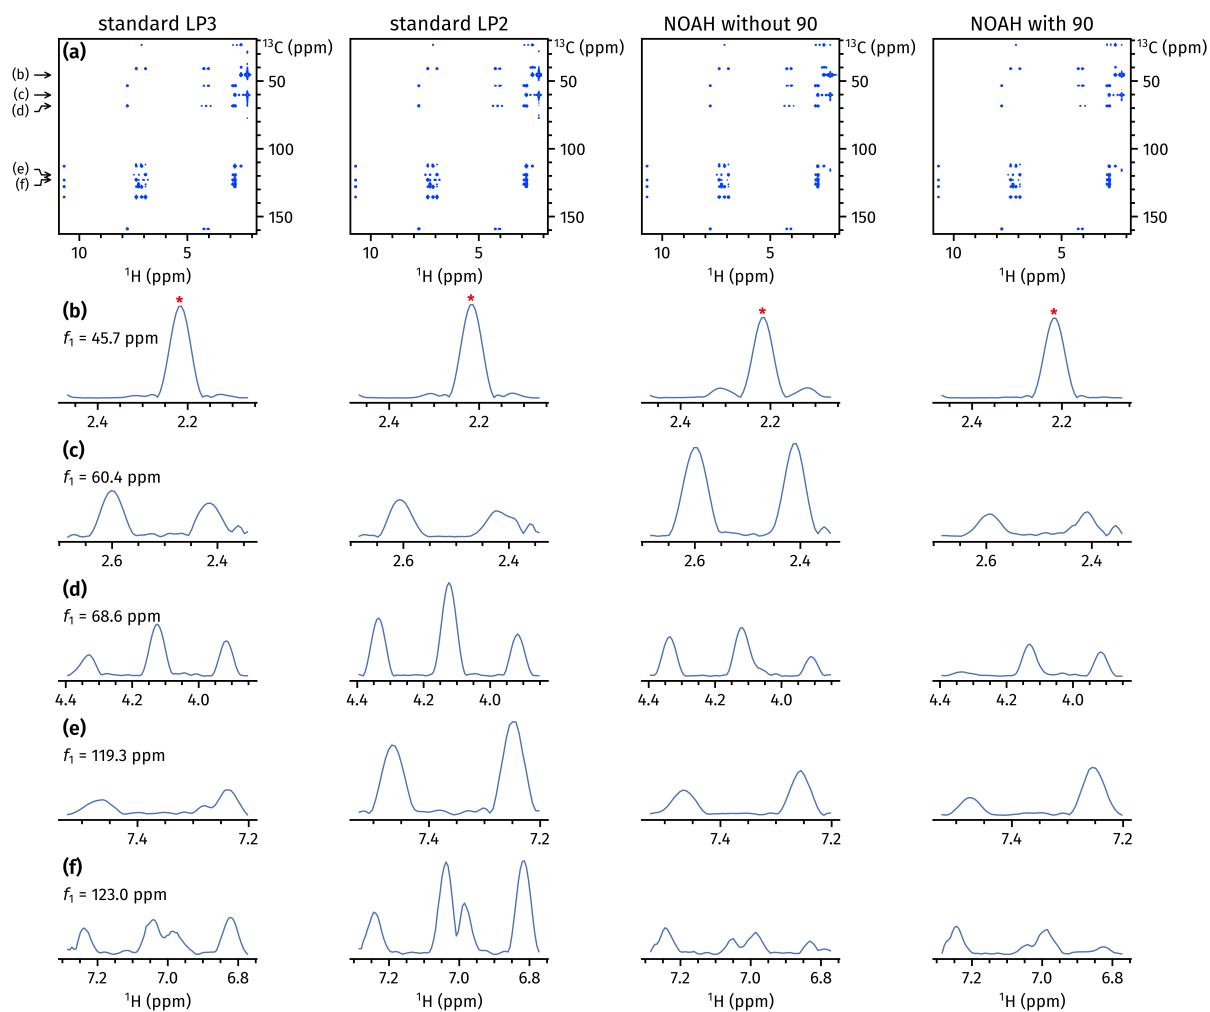 standard LP3 standard LP2 NOAH without 90 NOAH with 90
(a) ¹³C (ppm) ¹³C (ppm) ¹³C (ppm) ¹³C (ppm)
(b) 50 50 50 50
(c)
(d)
100 100 100 100
(e)
(f)
150 150 150 150
10 5 10 5 10 5 10 5
¹H (ppm) ¹H (ppm) ¹H (ppm) ¹H (ppm)
(b) * * * *
f₁ = 45.7 ppm
2.4 2.2 2.4 2.2 2.4 2.2 2.4 2.2
(c)
f₁ = 60.4 ppm
2.6 2.4 2.6 2.4 2.6 2.4 2.6 2.4
(d)
f₁ = 68.6 ppm
4.4 4.2 4.0 4.4 4.2 4.0 4.4 4.2 4.0 4.4 4.2 4.0
(e)
f₁ = 119.3 ppm
7.4 7.2 7.4 7.2 7.4 7.2 7.4 7.2
(f)
f₁ = 123.0 ppm
7.2 7.0 6.8 7.2 7.0 6.8 7.2 7.0 6.8 7.2 7.0 6.8
¹H (ppm) ¹H (ppm) ¹H (ppm) ¹H (ppm)